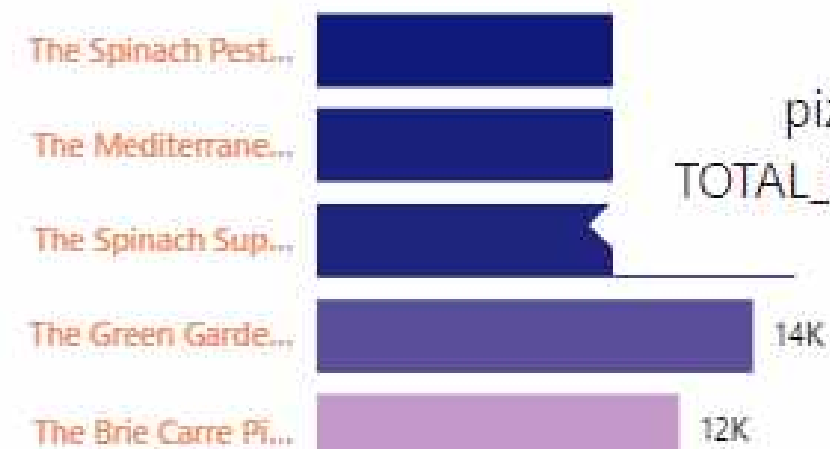 The Spinach Pest...
piz
The Mediterrane...
TOTAL_
The Spinach Sup...
The Green Garde... 14K
The Brie Carre Pi... 12K